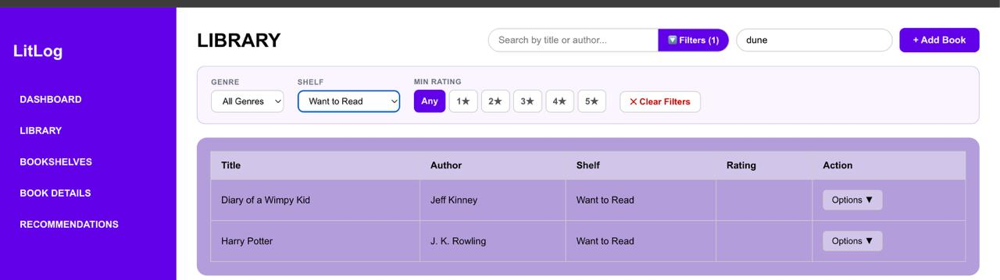 LitLog
DASHBOARD
LIBRARY
BOOKSHELVES
BOOK DETAILS
RECOMMENDATIONS
LIBRARY
Search by title or author...
Filters (1)
dune
+ Add Book
GENRE
All Genres
SHELF
Want to Read
MIN RATING
Any 1★ 2★ 3★ 4★ 5★
✕ Clear Filters
Title Author Shelf Rating Action
Diary of a Wimpy Kid Jeff Kinney Want to Read Options ▼
Harry Potter J. K. Rowling Want to Read Options ▼